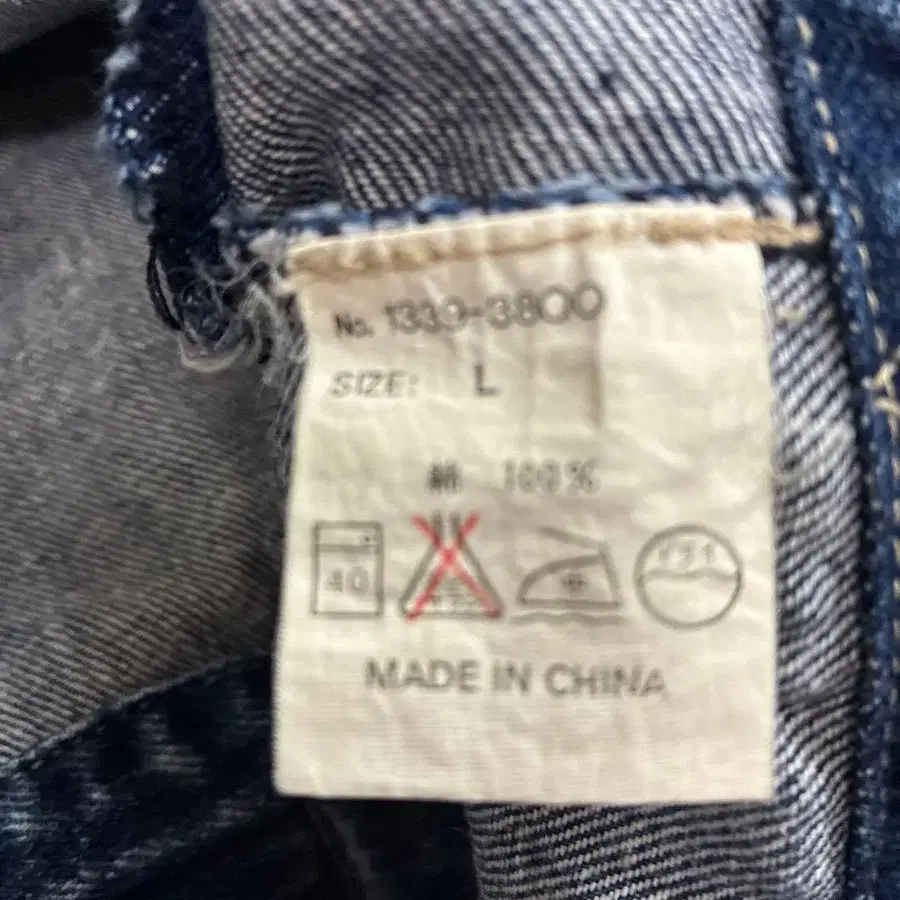 No. 1339-3800
SIZE: L
綿 100%
40
MADE IN CHINA